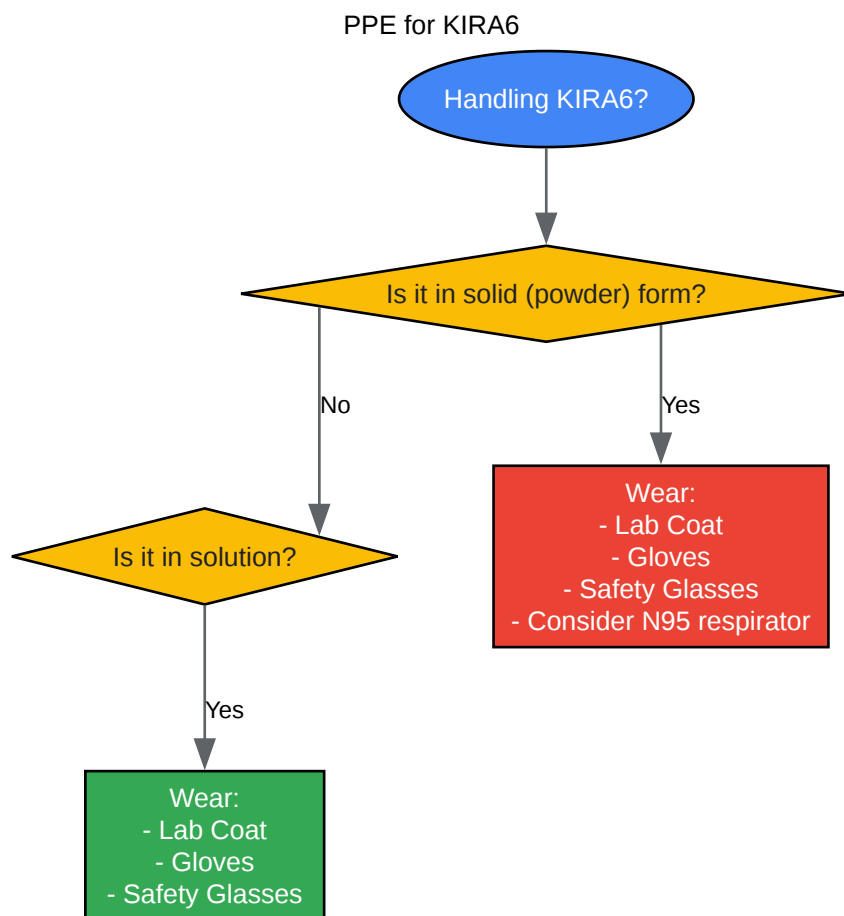 PPE for KIRA6
Handling KIRA6?
Is it in solid (powder) form?
No
Yes
Wear:
- Lab Coat
- Gloves
- Safety Glasses
- Consider N95 respirator
Is it in solution?
Yes
Wear:
- Lab Coat
- Gloves
- Safety Glasses